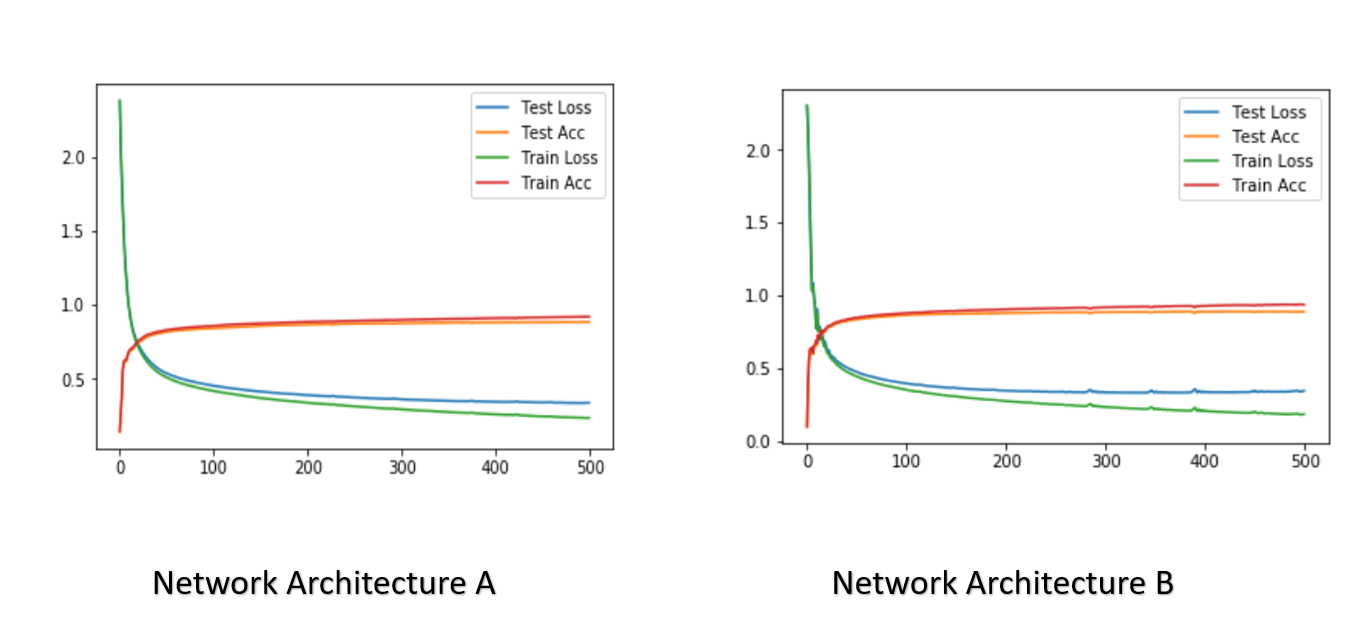 Test Loss
Test Acc
Train Loss
Train Acc
2.0
1.5
1.0
0.5
0 100 200 300 400 500
Network Architecture A
Test Loss
Test Acc
Train Loss
Train Acc
2.0
1.5
1.0
0.5
0.0
0 100 200 300 400 500
Network Architecture B